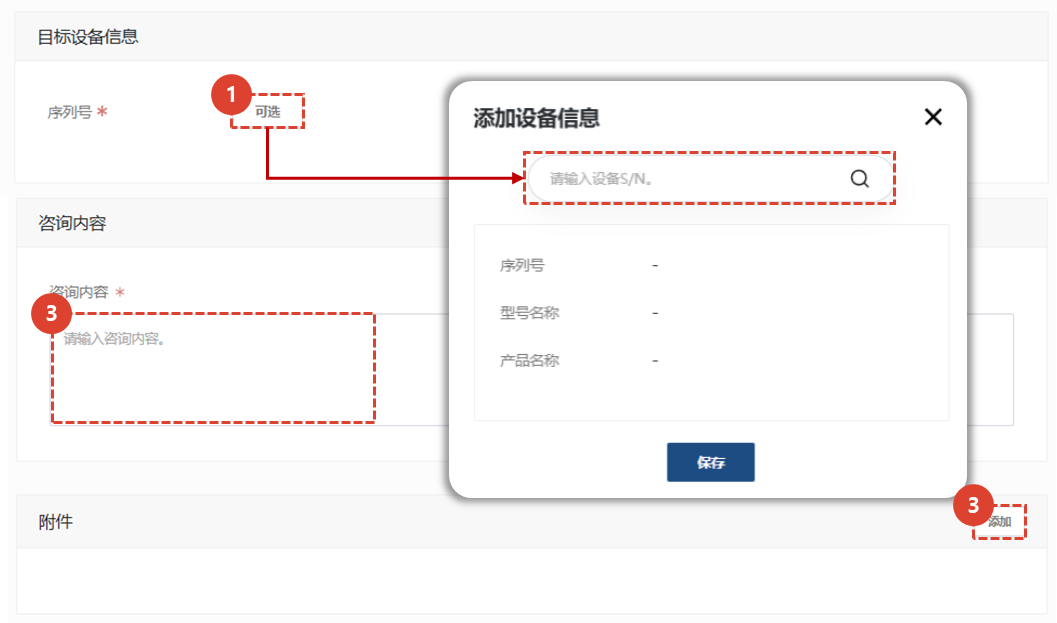 目标设备信息
序列号 *
1
可选
添加设备信息
请输入设备S/N。
序列号 -
型号名称 -
产品名称 -
保存
咨询内容
咨询内容 *
3
请输入咨询内容。
附件
3
添加